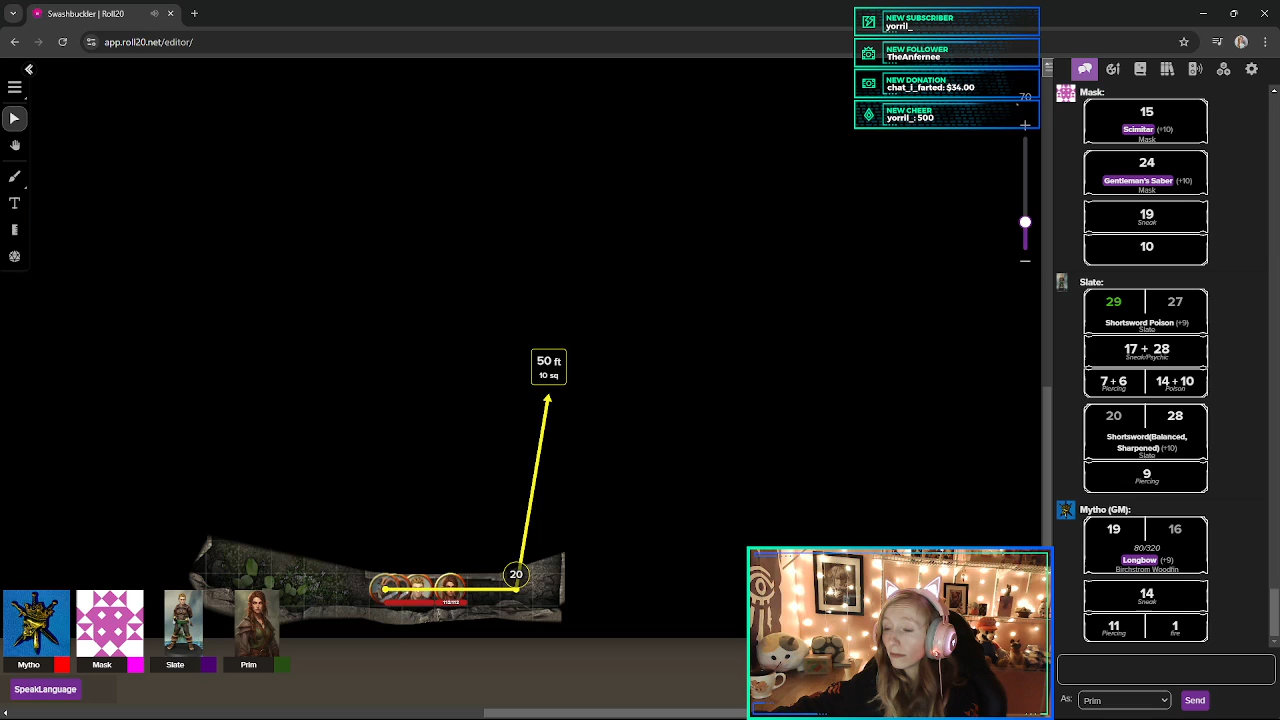 Swashbuckler | Roll20
app.roll20.net/editor/
NEW SUBSCRIBER
yorril_
NEW FOLLOWER
TheAnfernee
NEW DONATION
chat_i_farted: $34.00
NEW CHEER
yorril_: 500
70
50 ft
10 sq
20
113/113
Mytho
Mask
Slate
Prim
SpeakLanguage
Mask:
15
Scimitar (+10)
Mask
24
Gentleman's Saber (+10)
Mask
19
Sneak
10
Slate:
29 27
Shortsword Poison (+9)
Slate
17 + 28
Sneak/Psychic
7 + 6 14 + 10
Piercing Poison
20 28
Shortsword(Balanced,
Sharpened) (+10)
Slate
9
Piercing
Mytho (GM):
19 16
80/320
Longbow (+9)
Birchstrom Woodfin
14
Sneak
11 1
Piercing fire
As: Prim Send